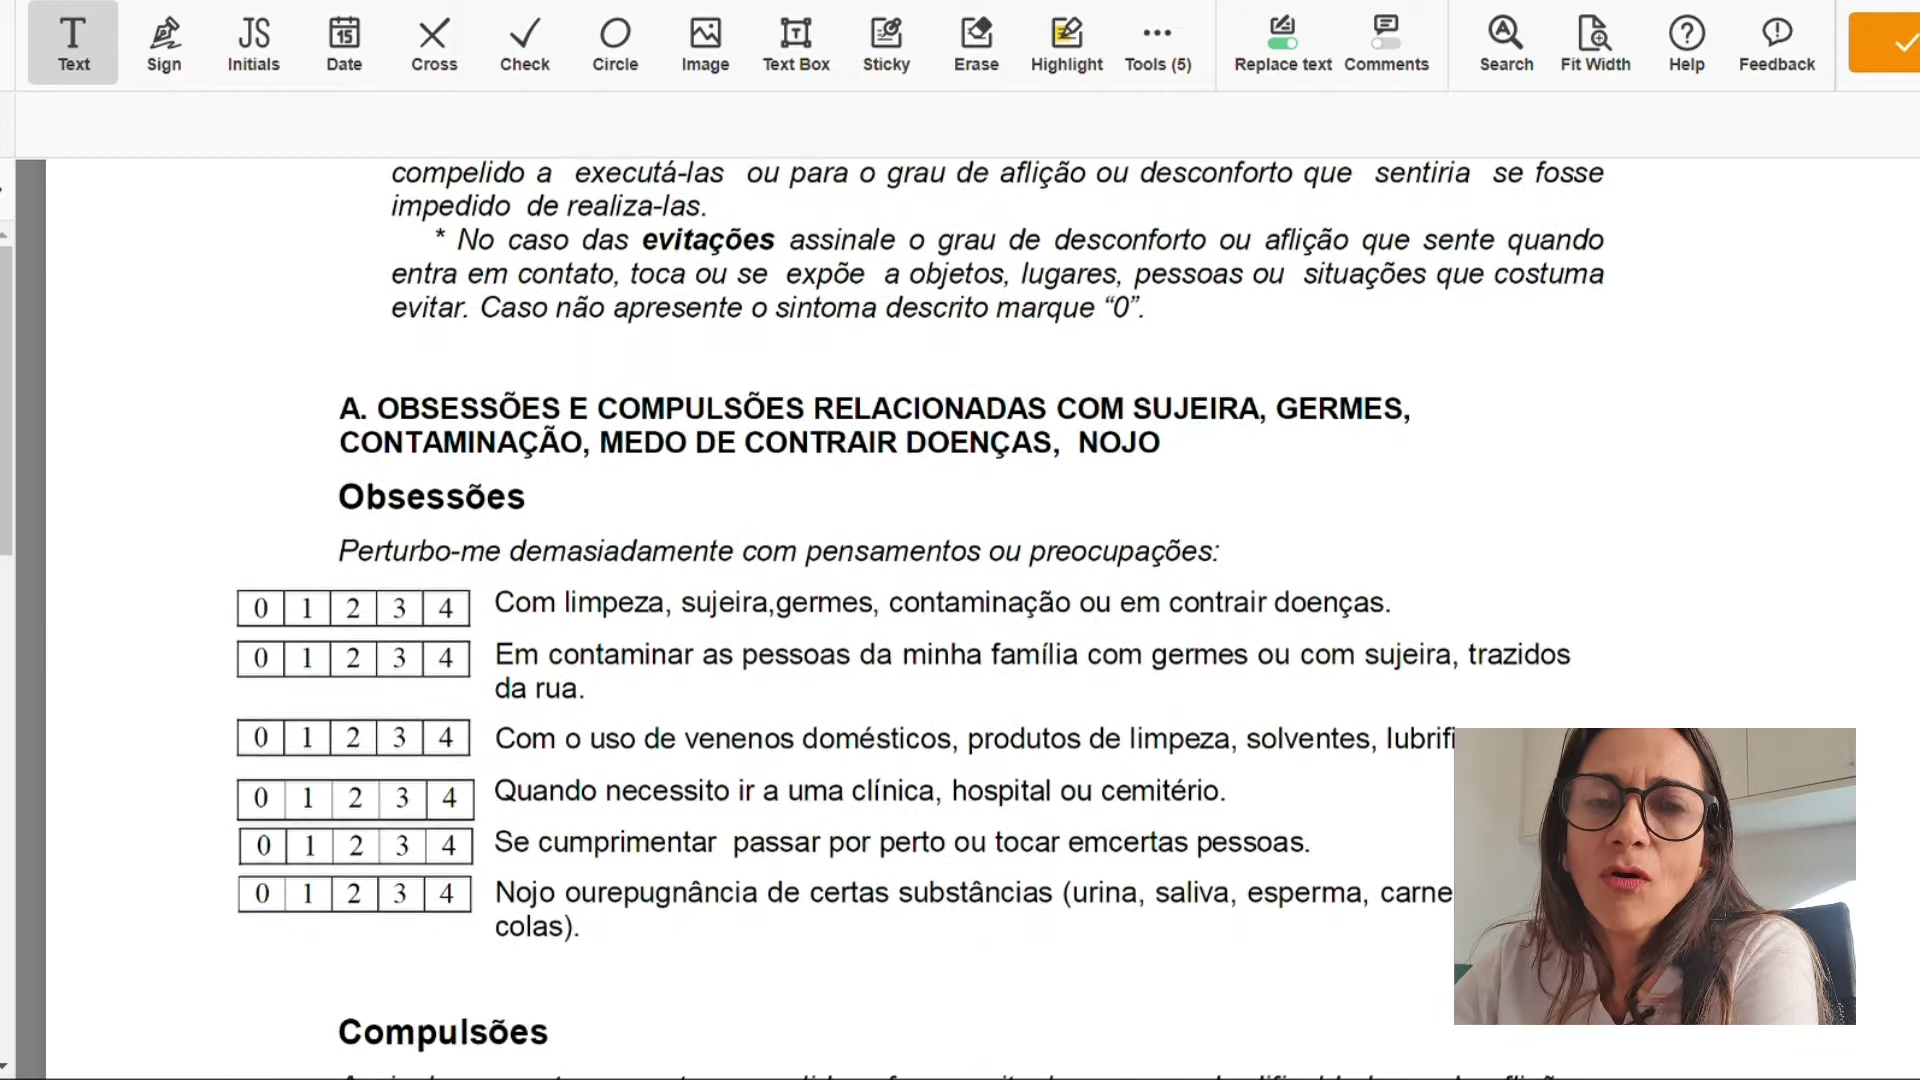 Text Sign Initials Date Cross Check Circle Image Text Box Sticky Erase Highlight Tools (5) Replace text Comments Search Fit Width Help Feedback
compelido a executá-las ou para o grau de aflição ou desconforto que sentiria se fosse
impedido de realiza-las.
* No caso das evitações assinale o grau de desconforto ou aflição que sente quando
entra em contato, toca ou se expõe a objetos, lugares, pessoas ou situações que costuma
evitar. Caso não apresente o sintoma descrito marque “0”.
A. OBSESSÕES E COMPULSÕES RELACIONADAS COM SUJEIRA, GERMES,
CONTAMINAÇÃO, MEDO DE CONTRAIR DOENÇAS, NOJO
Obsessões
Perturbo-me demasiadamente com pensamentos ou preocupações:
0 1 2 3 4 Com limpeza, sujeira,germes, contaminação ou em contrair doenças.
0 1 2 3 4 Em contaminar as pessoas da minha família com germes ou com sujeira, trazidos
da rua.
0 1 2 3 4 Com o uso de venenos domésticos, produtos de limpeza, solventes,
0 1 2 3 4 Quando necessito ir a uma clínica, hospital ou cemitério.
0 1 2 3 4 Se cumprimentar passar por perto ou tocar emcertas pessoas.
0 1 2 3 4 Nojo ourepugnância de certas substâncias (urina, saliva, esperma, carne
colas).
Compulsões